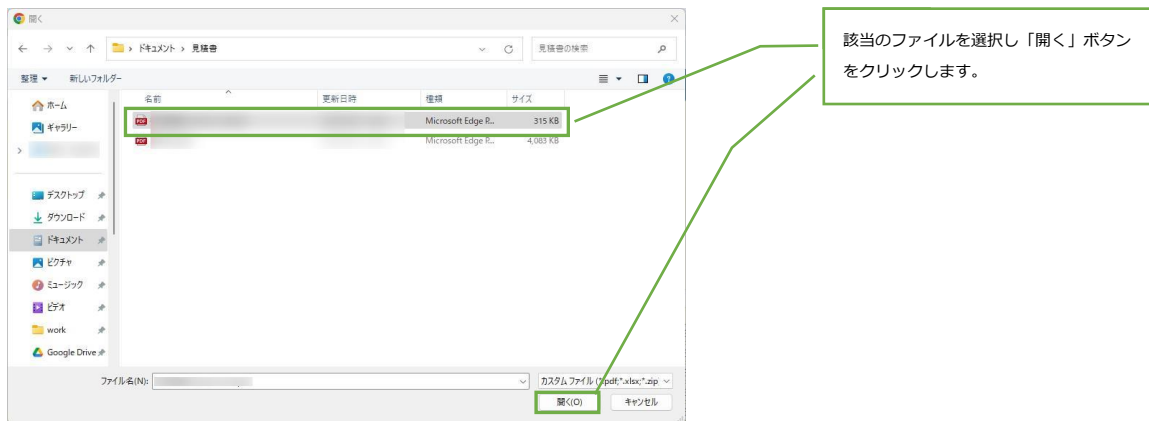 開く
ドキュメント › 見積書
見積書の検索
整理 新しいフォルダー
名前 更新日時 種類 サイズ
Microsoft Edge P... 315 KB
Microsoft Edge P... 4,083 KB
ホーム
ギャラリー
デスクトップ
ダウンロード
ドキュメント
ピクチャ
ミュージック
ビデオ
work
Google Drive
ファイル名(N):
カスタム ファイル (*.pdf;*.xlsx;*.zip
開く(O) キャンセル
該当のファイルを選択し「開く」ボタン
をクリックします。